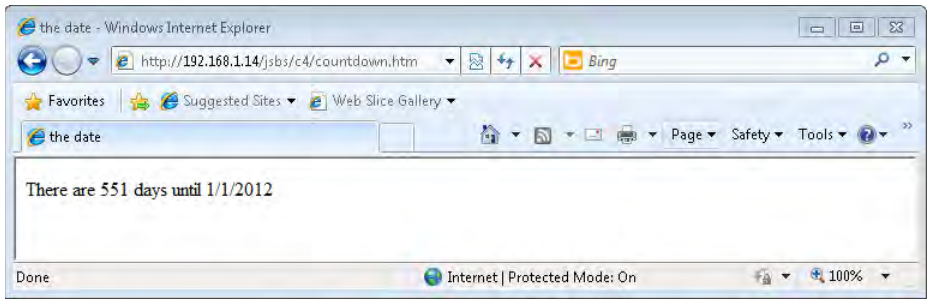 the date - Windows Internet Explorer
http://192.168.1.14/jsbs/c4/countdown.htm Bing
Favorites Suggested Sites Web Slice Gallery
the date Page Safety Tools
There are 551 days until 1/1/2012
Done Internet | Protected Mode: On 100%